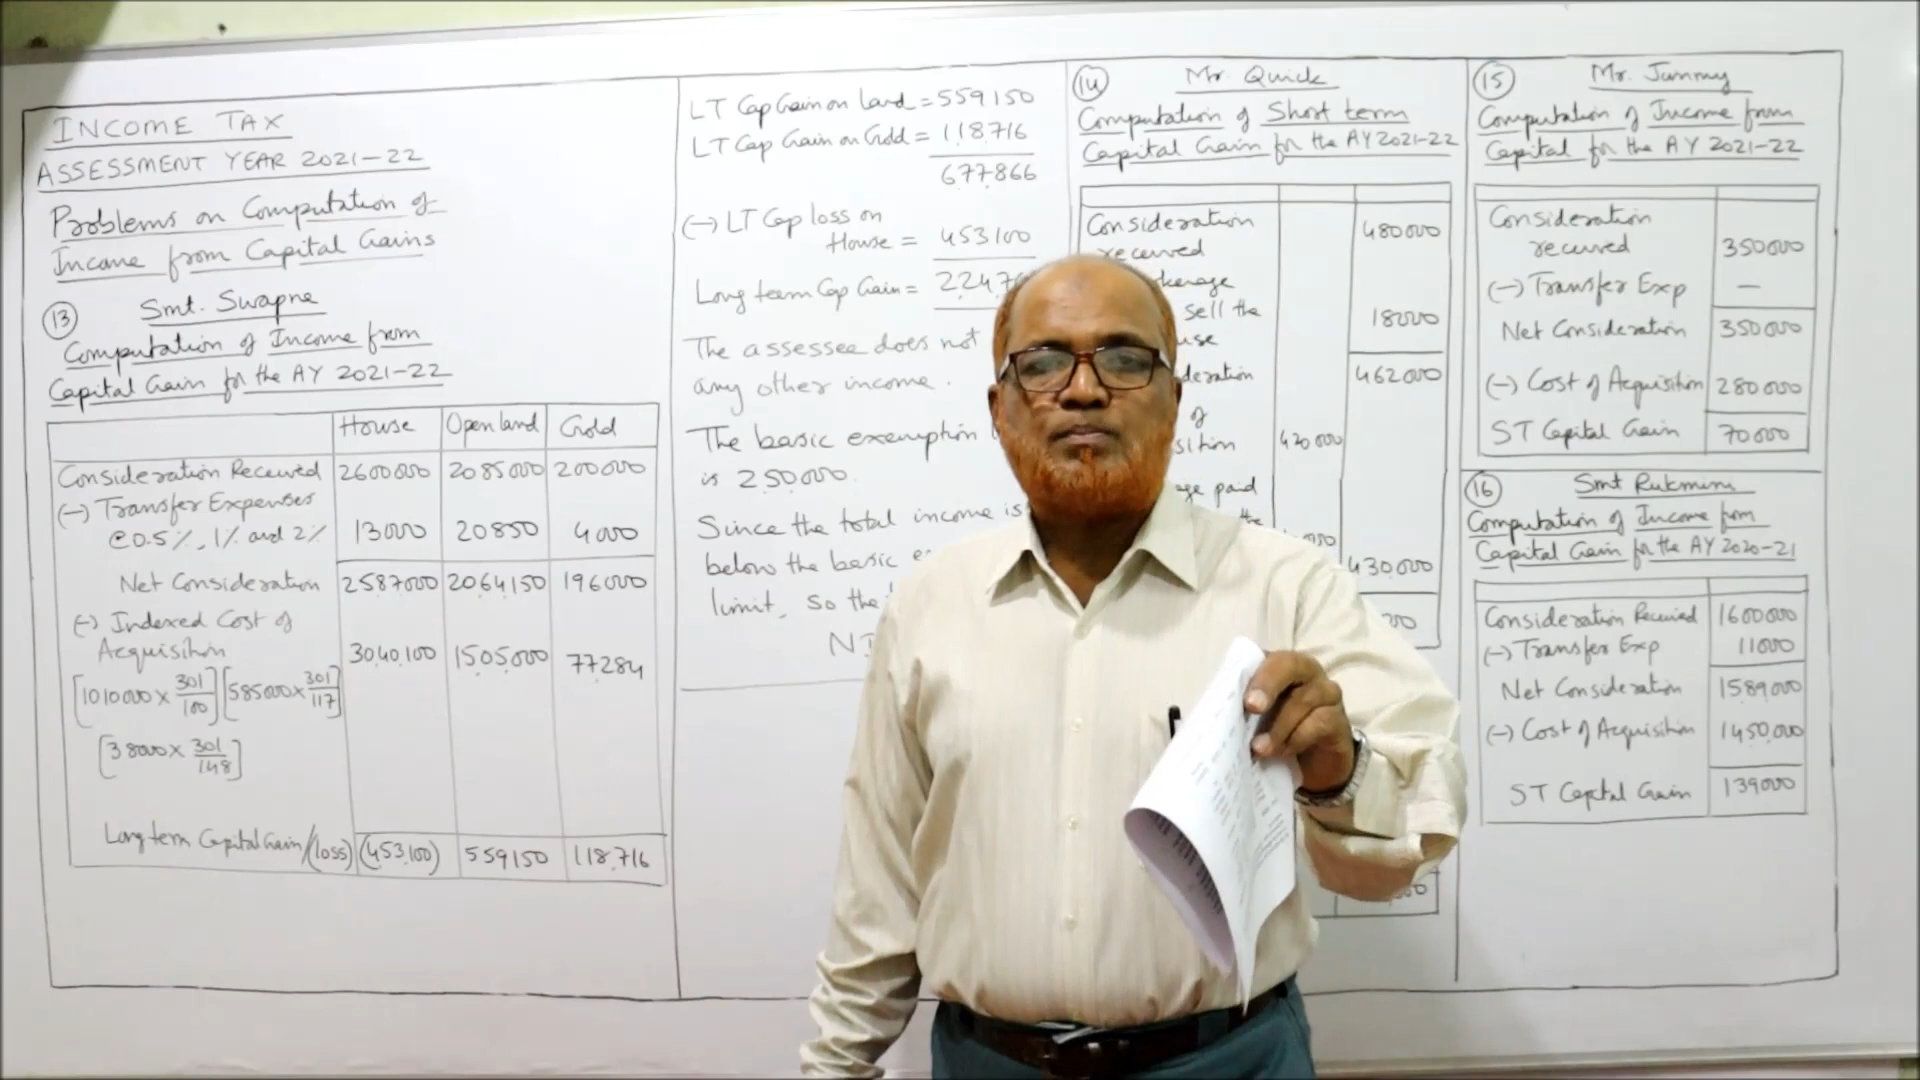 INCOME TAX
ASSESSMENT YEAR 2021-22
Problems on Computation of
Income from Capital Gains
13 Smt. Swapna
Computation of Income from
Capital Gain for the AY 2021-22
House Open land Gold
Consideration Received 2600000 2085000 200000
(-) Transfer Expenses
@0.5%, 1% and 2% 13000 20850 4000
Net Consideration 2587000 2064150 196000
(-) Indexed Cost of
Acquisition 3040100 1505000 77284
[1010000 x 301/100] [585000 x 301/117]
[38000 x 301/148]
Long term Capital Gain/(loss) (453,100) 559150 118,716
LT Cap Gain on land = 559150
LT Cap Gain on Gold = 118716
677866
(-) LT Cap loss on
House = 453100
Long term Cap Gain = 2247
The assessee does not
any other income.
The basic exemption
is 250000.
Since the total income is
below the basic
limit, so the
14 Mr. Quick
Computation of Short term
Capital Gain for the AY 2021-22
Consideration 480000
received
sell the 18000
462000
of
420000
paid
430000
15 Mr. Jummy
Computation of Income from
Capital for the AY 2021-22
Consideration
received 350000
(-) Transfer Exp —
Net Consideration 350000
(-) Cost of Acquisition 280000
ST Capital Gain 70000
16 Smt Rukmini
Computation of Income from
Capital Gain for the AY 2020-21
Consideration Received 1600000
(-) Transfer Exp 11000
Net Consideration 1589000
(-) Cost of Acquisition 1450,000
ST Capital Gain 139000